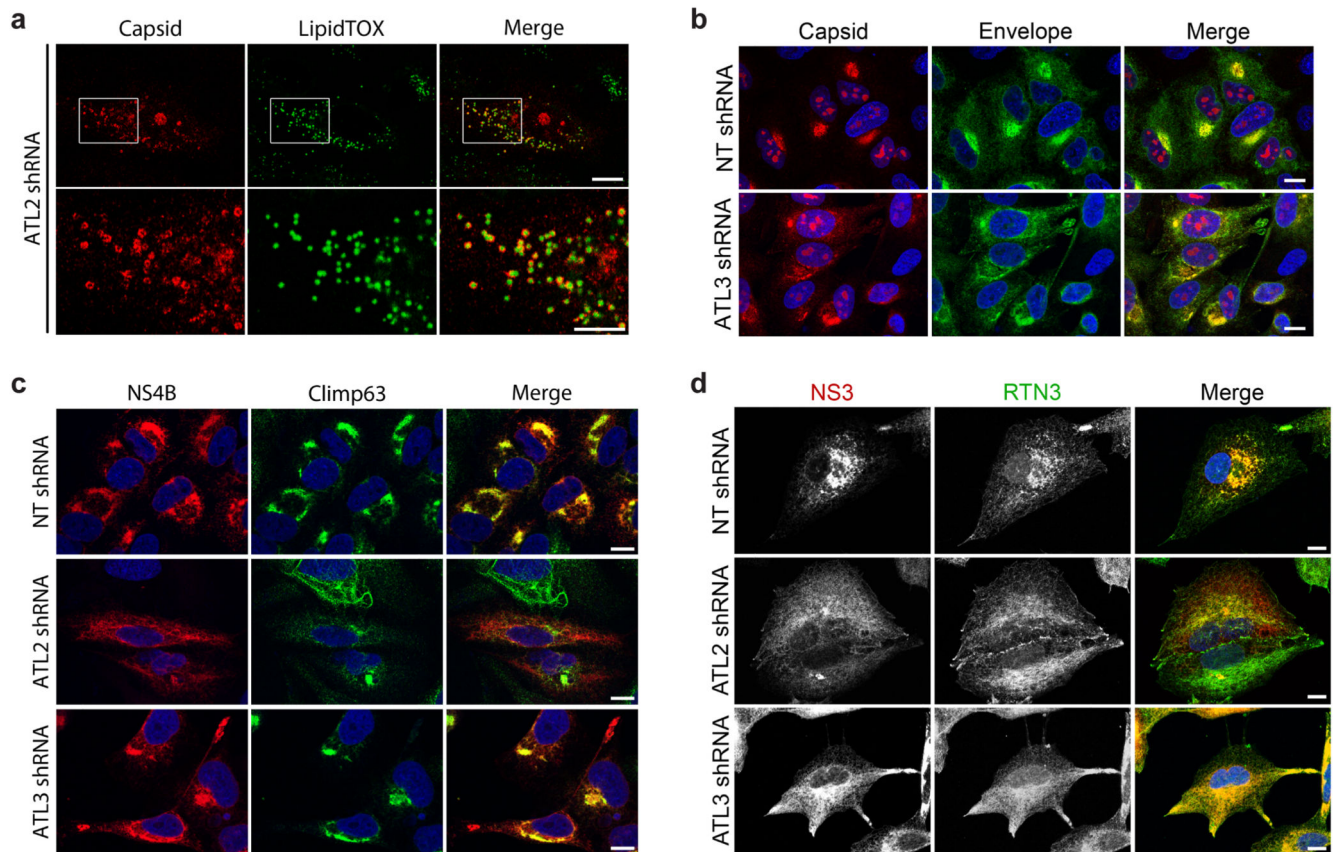 a
Capsid LipidTOX Merge
ATL2 shRNA
b
Capsid Envelope Merge
NT shRNA
ATL3 shRNA
c
NS4B Climp63 Merge
NT shRNA
ATL2 shRNA
ATL3 shRNA
d
NS3 RTN3 Merge
NT shRNA
ATL2 shRNA
ATL3 shRNA